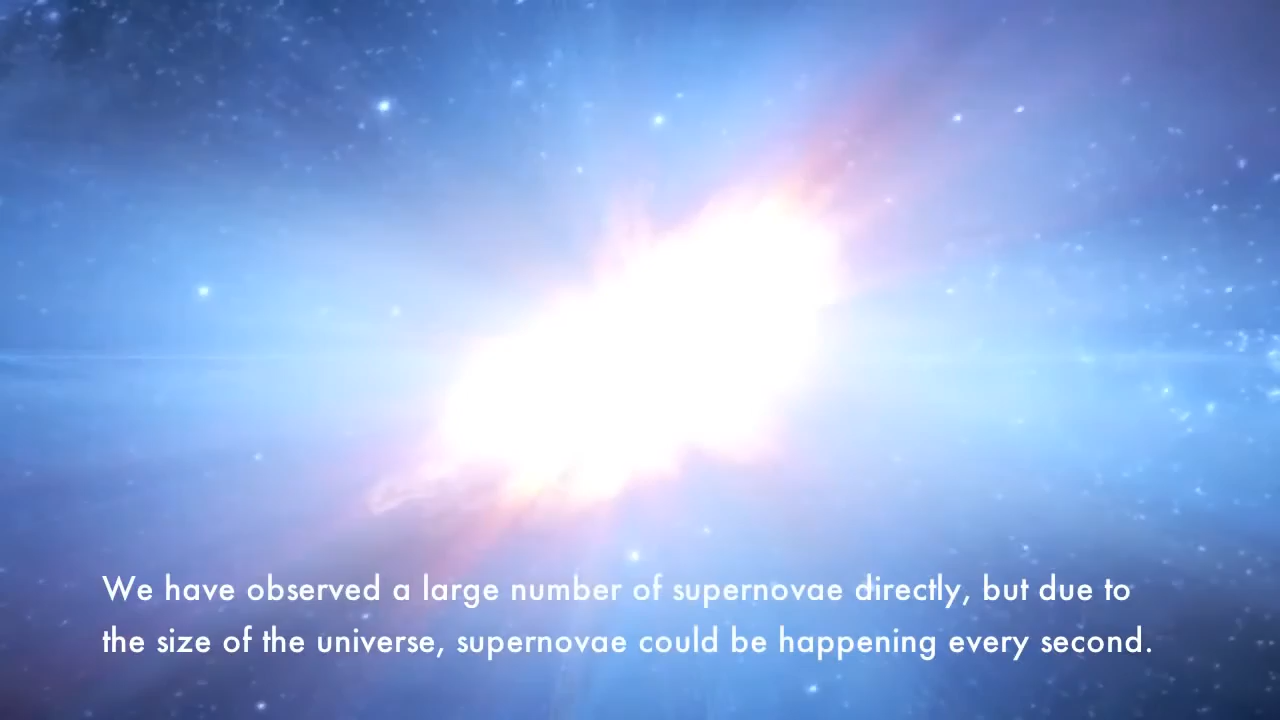 We have observed a large number of supernovae directly, but due to
the size of the universe, supernovae could be happening every second.